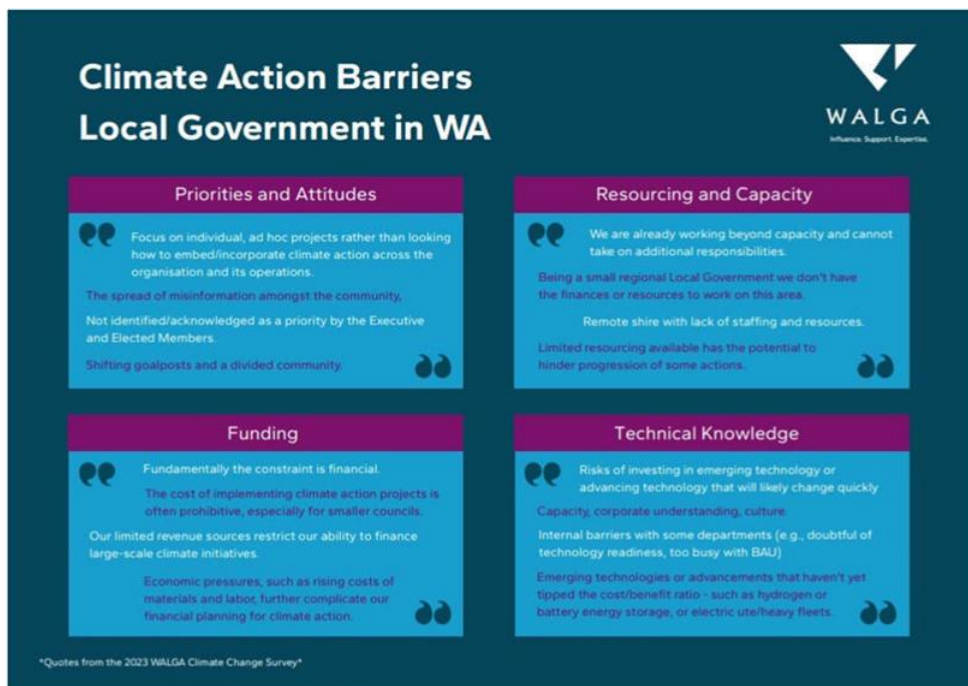 Climate Action Barriers
Local Government in WA
WALGA
Influence. Support. Expertise.
Priorities and Attitudes
Focus on individual, ad hoc projects rather than looking
how to embed/incorporate climate action across the
organisation and its operations.
The spread of misinformation amongst the community,
Not identified/acknowledged as a priority by the Executive
and Elected Members.
Shifting goalposts and a divided community.
Resourcing and Capacity
We are already working beyond capacity and cannot
take on additional responsibilities.
Being a small regional Local Government we don't have
the finances or resources to work on this area.
Remote shire with lack of staffing and resources.
Limited resourcing available has the potential to
hinder progression of some actions.
Funding
Fundamentally the constraint is financial.
The cost of implementing climate action projects is
often prohibitive, especially for smaller councils.
Our limited revenue sources restrict our ability to finance
large-scale climate initiatives.
Economic pressures, such as rising costs of
materials and labor, further complicate our
financial planning for climate action.
Technical Knowledge
Risks of investing in emerging technology or
advancing technology that will likely change quickly
Capacity, corporate understanding, culture.
Internal barriers with some departments (e.g., doubtful of
technology readiness, too busy with BAU)
Emerging technologies or advancements that haven't yet
tipped the cost/benefit ratio - such as hydrogen or
battery energy storage, or electric ute/heavy fleets.
*Quotes from the 2023 WALGA Climate Change Survey*